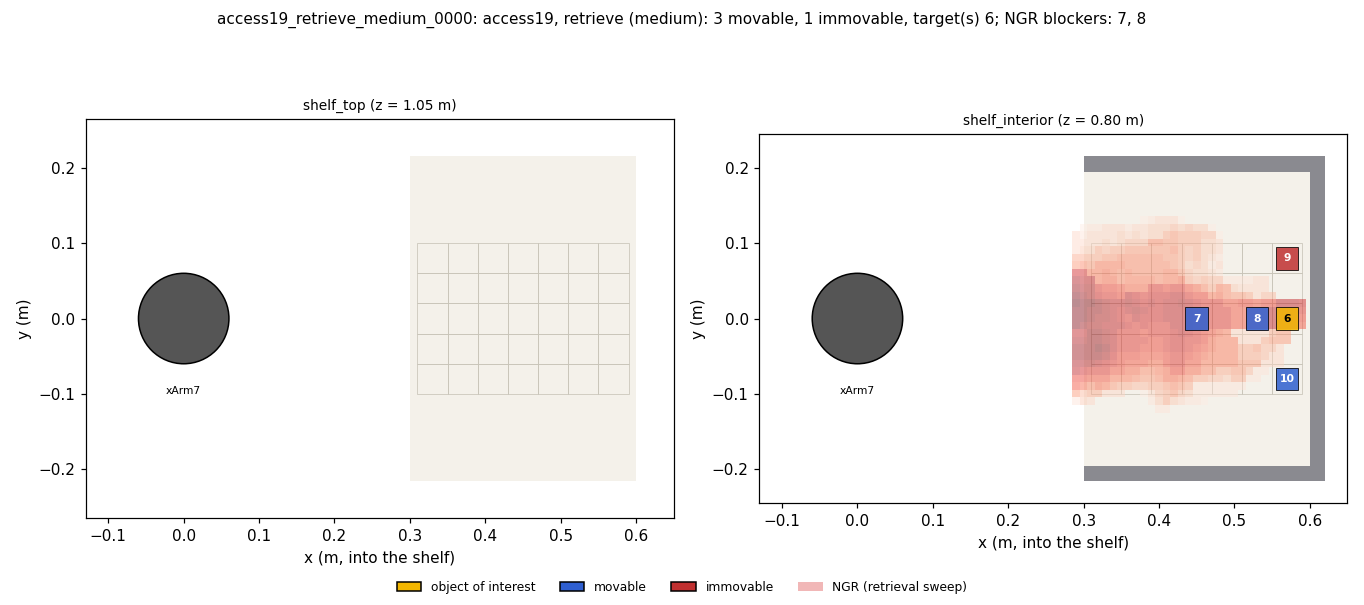 access19_retrieve_medium_0000: access19, retrieve (medium): 3 movable, 1 immovable, target(s) 6; NGR blockers: 7, 8
shelf_top (z = 1.05 m)
0.2
0.1
0.0
−0.1
−0.2
y (m)
xArm7
−0.1
0.0
0.1
0.2
0.3
0.4
0.5
0.6
x (m, into the shelf)
shelf_interior (z = 0.80 m)
0.2
0.1
0.0
−0.1
−0.2
y (m)
xArm7
9
7
8
6
10
−0.1
0.0
0.1
0.2
0.3
0.4
0.5
0.6
x (m, into the shelf)
object of interest
movable
immovable
NGR (retrieval sweep)